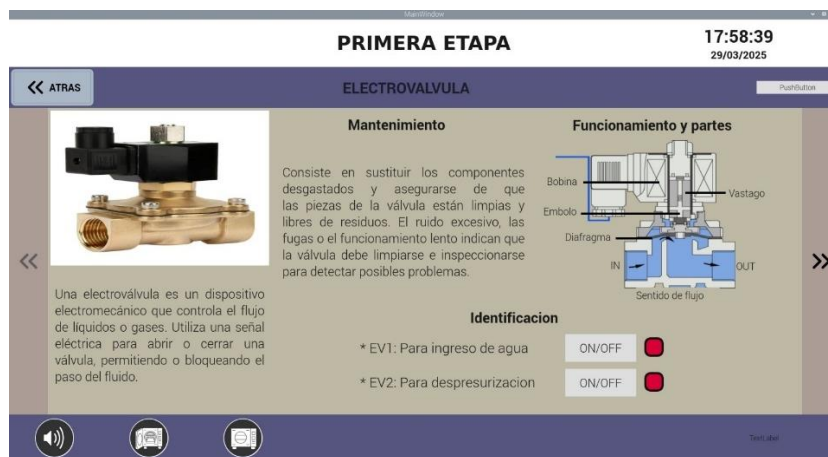 MainWindow
PRIMERA ETAPA
17:58:39
29/03/2025
ATRAS
ELECTROVALVULA
PushButton
Mantenimiento
Consiste en sustituir los componentes
desgastados y asegurarse de que
las piezas de la válvula están limpias y
libres de residuos. El ruido excesivo, las
fugas o el funcionamiento lento indican que
la válvula debe limpiarse e inspeccionarse
para detectar posibles problemas.
Funcionamiento y partes
Bobina
Vastago
Embolo
Diafragma
IN
OUT
Sentido de flujo
Una electroválvula es un dispositivo
electromecánico que controla el flujo
de líquidos o gases. Utiliza una señal
eléctrica para abrir o cerrar una
válvula, permitiendo o bloqueando el
paso del fluido.
Identificacion
* EV1: Para ingreso de agua
ON/OFF
* EV2: Para despresurizacion
ON/OFF
TextLabel